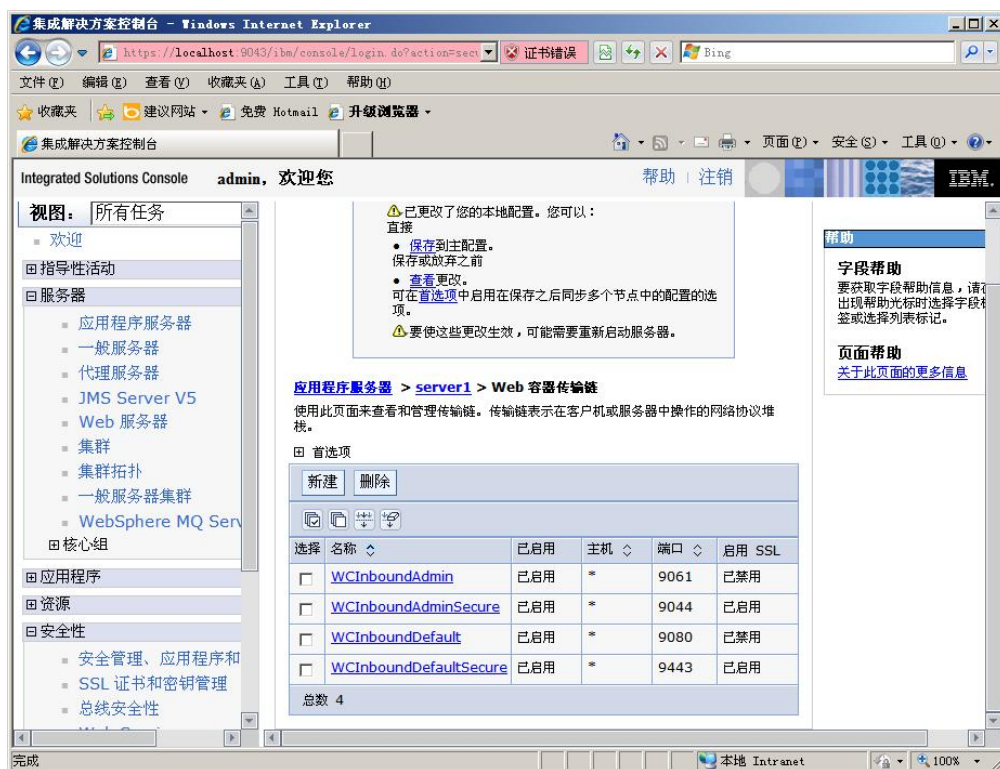 集成解决方案控制台 - Windows Internet Explorer
https://localhost:9043/ibm/console/login.do?action=secu
证书错误
Bing
文件(F) 编辑(E) 查看(V) 收藏夹(A) 工具(T) 帮助(H)
收藏夹 建议网站 免费 Hotmail 升级浏览器
集成解决方案控制台
页面(P) 安全(S) 工具(O)
Integrated Solutions Console admin，欢迎您
帮助 | 注销
IBM.
视图： 所有任务
欢迎
指导性活动
服务器
应用程序服务器
一般服务器
代理服务器
JMS Server V5
Web 服务器
集群
集群拓扑
一般服务器集群
WebSphere MQ Serv
核心组
应用程序
资源
安全性
安全管理、应用程序和
SSL 证书和密钥管理
总线安全性
已更改了您的本地配置。您可以：
直接
• 保存到主配置。
保存或放弃之前
• 查看更改。
可在首选项中启用在保存之后同步多个节点中的配置的选
项。
要使这些更改生效，可能需要重新启动服务器。
应用程序服务器 > server1 > Web 容器传输链
使用此页面来查看和管理传输链。传输链表示在客户机或服务器中操作的网络协议堆
栈。
首选项
新建 删除
选择 名称 已启用 主机 端口 启用 SSL
WCInboundAdmin 已启用 * 9061 已禁用
WCInboundAdminSecure 已启用 * 9044 已启用
WCInboundDefault 已启用 * 9080 已禁用
WCInboundDefaultSecure 已启用 * 9443 已启用
总数 4
帮助
字段帮助
要获取字段帮助信息，请在
出现帮助光标时选择字段标
签或选择列表标记。
页面帮助
关于此页面的更多信息
完成
本地 Intranet
100%